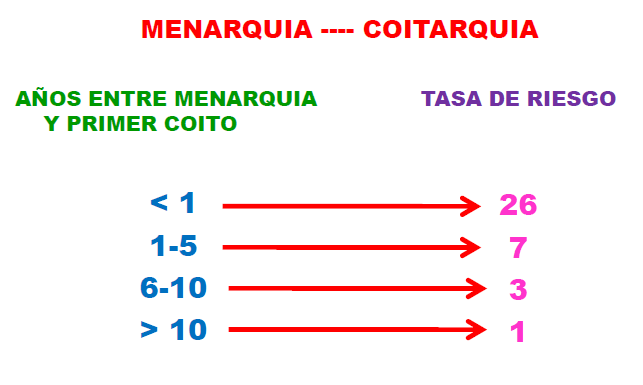 MENARQUIA ---- COITARQUIA
AÑOS ENTRE MENARQUIA
Y PRIMER COITO
TASA DE RIESGO
< 1 26
1-5 7
6-10 3
> 10 1